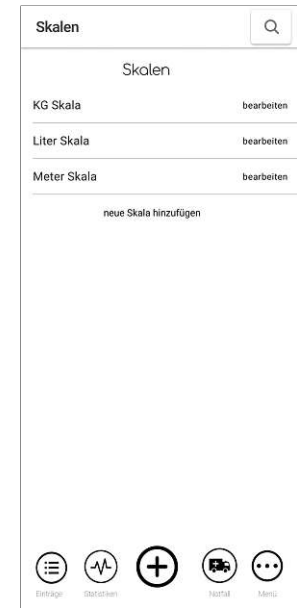 Skalen
Skalen
KG Skala bearbeiten
Liter Skala bearbeiten
Meter Skala bearbeiten
neue Skala hinzufügen
Einträge Statistiken Notfall Menü